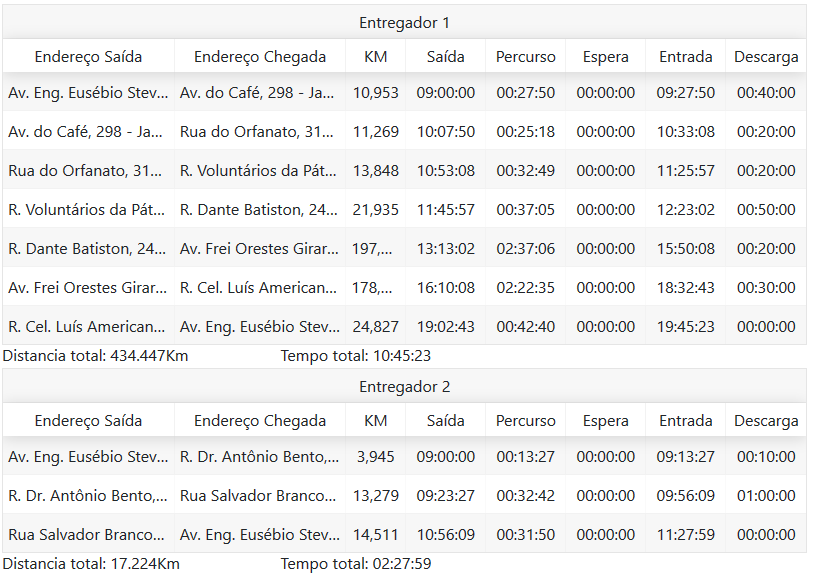 Entregador 1
Endereço Saída Endereço Chegada KM Saída Percurso Espera Entrada Descarga
Av. Eng. Eusébio Stev... Av. do Café, 298 - Ja... 10,953 09:00:00 00:27:50 00:00:00 09:27:50 00:40:00
Av. do Café, 298 - Ja... Rua do Orfanato, 31... 11,269 10:07:50 00:25:18 00:00:00 10:33:08 00:20:00
Rua do Orfanato, 31... R. Voluntários da Pát... 13,848 10:53:08 00:32:49 00:00:00 11:25:57 00:20:00
R. Voluntários da Pát... R. Dante Batiston, 24... 21,935 11:45:57 00:37:05 00:00:00 12:23:02 00:50:00
R. Dante Batiston, 24... Av. Frei Orestes Girar... 197,... 13:13:02 02:37:06 00:00:00 15:50:08 00:20:00
Av. Frei Orestes Girar... R. Cel. Luís American... 178,... 16:10:08 02:22:35 00:00:00 18:32:43 00:30:00
R. Cel. Luís American... Av. Eng. Eusébio Stev... 24,827 19:02:43 00:42:40 00:00:00 19:45:23 00:00:00
Distancia total: 434.447Km Tempo total: 10:45:23
Entregador 2
Endereço Saída Endereço Chegada KM Saída Percurso Espera Entrada Descarga
Av. Eng. Eusébio Stev... R. Dr. Antônio Bento,... 3,945 09:00:00 00:13:27 00:00:00 09:13:27 00:10:00
R. Dr. Antônio Bento,... Rua Salvador Branco... 13,279 09:23:27 00:32:42 00:00:00 09:56:09 01:00:00
Rua Salvador Branco... Av. Eng. Eusébio Stev... 14,511 10:56:09 00:31:50 00:00:00 11:27:59 00:00:00
Distancia total: 17.224Km Tempo total: 02:27:59